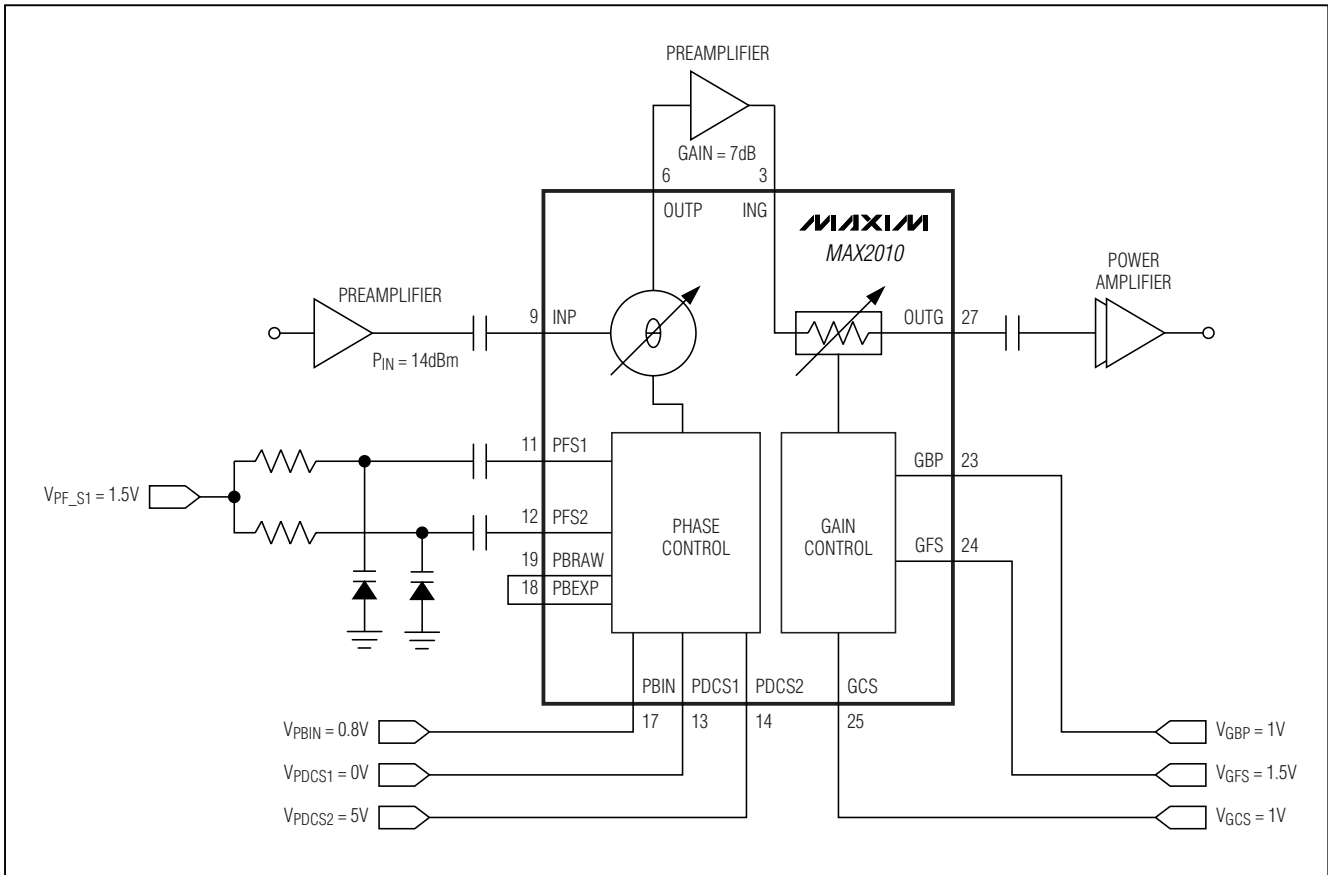 PREAMPLIFIER
GAIN = 7dB
6 3
OUTP ING
MAXIM
MAX2010
PREAMPLIFIER
PIN = 14dBm
9 INP
OUTG 27
POWER
AMPLIFIER
11 PFS1
VPF_S1 = 1.5V
12 PFS2
19 PBRAW
18 PBEXP
PHASE
CONTROL
θ
GAIN
CONTROL
GBP 23
GFS 24
PBIN PDCS1 PDCS2 GCS
17 13 14 25
VPBIN = 0.8V
VPDCS1 = 0V
VPDCS2 = 5V
VGBP = 1V
VGFS = 1.5V
VGCS = 1V